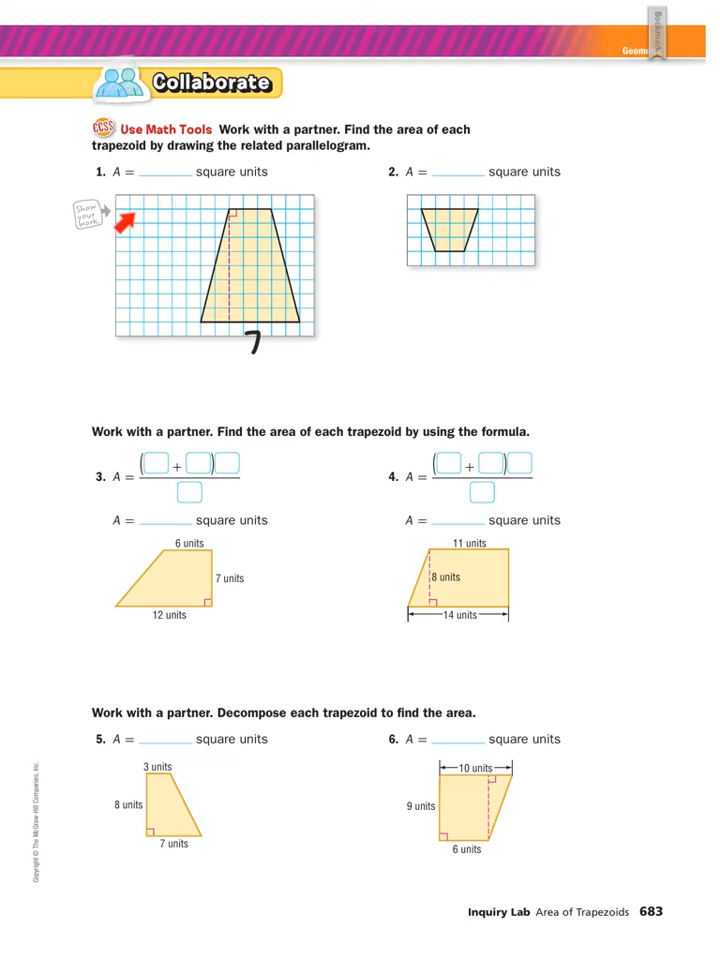 Bookmark
Geome
Collaborate
CCSS Use Math Tools Work with a partner. Find the area of each
trapezoid by drawing the related parallelogram.
1. A = ________ square units
2. A = ________ square units
Show
your
work.
7
Work with a partner. Find the area of each trapezoid by using the formula.
3. A = (□ + □)□
□
4. A = (□ + □)□
□
A = ________ square units
A = ________ square units
6 units
7 units
12 units
11 units
8 units
14 units
Work with a partner. Decompose each trapezoid to find the area.
5. A = ________ square units
6. A = ________ square units
3 units
8 units
7 units
10 units
9 units
6 units
Copyright © The McGraw-Hill Companies, Inc.
Inquiry Lab Area of Trapezoids 683